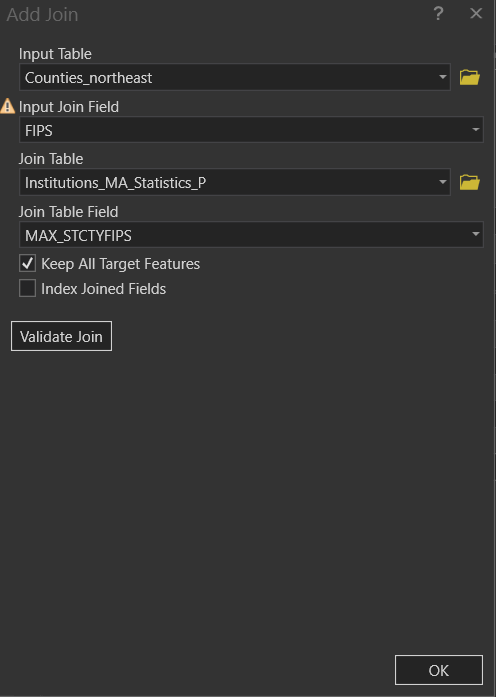 Add Join ? ×
Input Table
Counties_northeast
Input Join Field
FIPS
Join Table
Institutions_MA_Statistics_P
Join Table Field
MAX_STCTYFIPS
Keep All Target Features
Index Joined Fields
Validate Join
OK